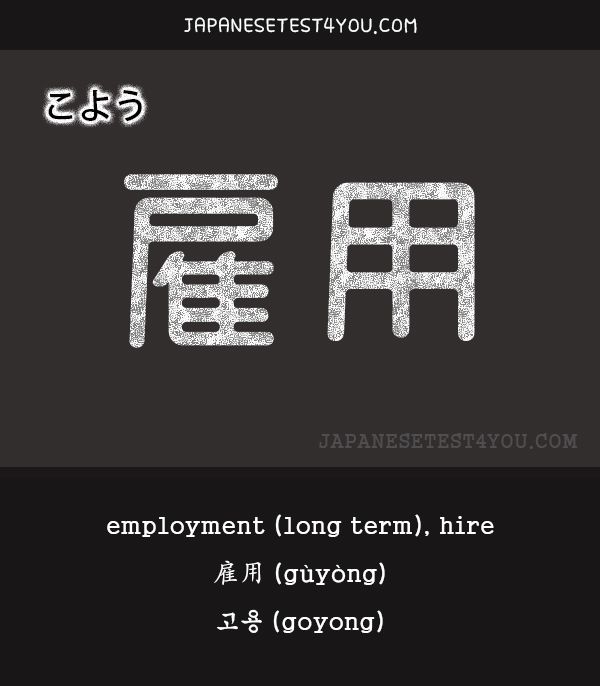 JAPANESETEST4YOU.COM
こよう
雇用
JAPANESETEST4YOU.COM
employment (long term), hire
雇用 (gùyòng)
고용 (goyong)